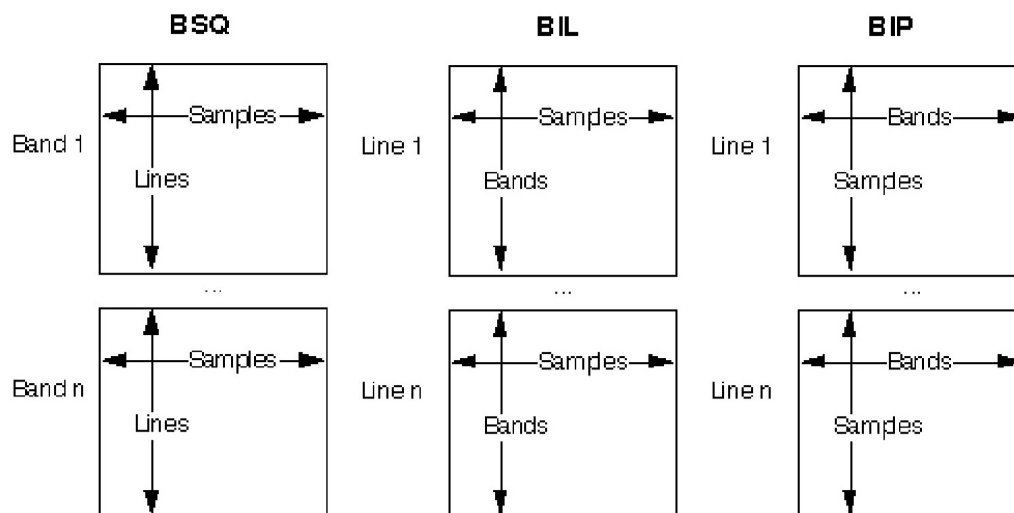 BSQ BIL BIP
Samples Samples Bands
Band 1 Line 1 Line 1
Lines Bands Samples
... ... ...
Samples Samples Bands
Band n Line n Line n
Lines Bands Samples